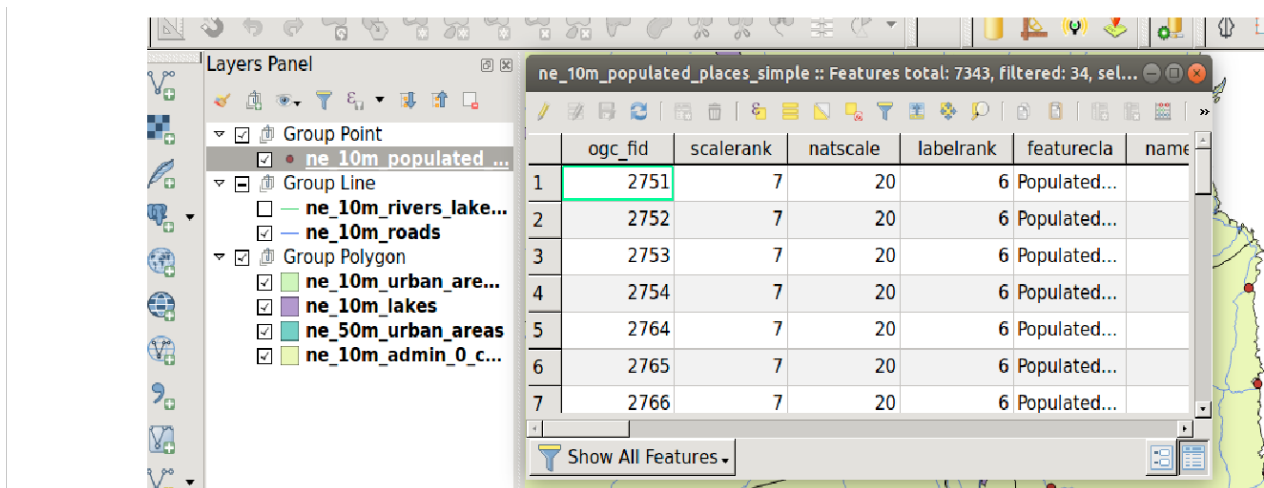 Layers Panel
Group Point
ne_10m_populated_...
Group Line
ne_10m_rivers_lake...
ne_10m_roads
Group Polygon
ne_10m_urban_are...
ne_10m_lakes
ne_50m_urban_areas
ne_10m_admin_0_c...
ne_10m_populated_places_simple :: Features total: 7343, filtered: 34, sel...
ogc_fid scalerank natscale labelrank featurecla name
1 2751 7 20 6 Populated...
2 2752 7 20 6 Populated...
3 2753 7 20 6 Populated...
4 2754 7 20 6 Populated...
5 2764 7 20 6 Populated...
6 2765 7 20 6 Populated...
7 2766 7 20 6 Populated...
Show All Features